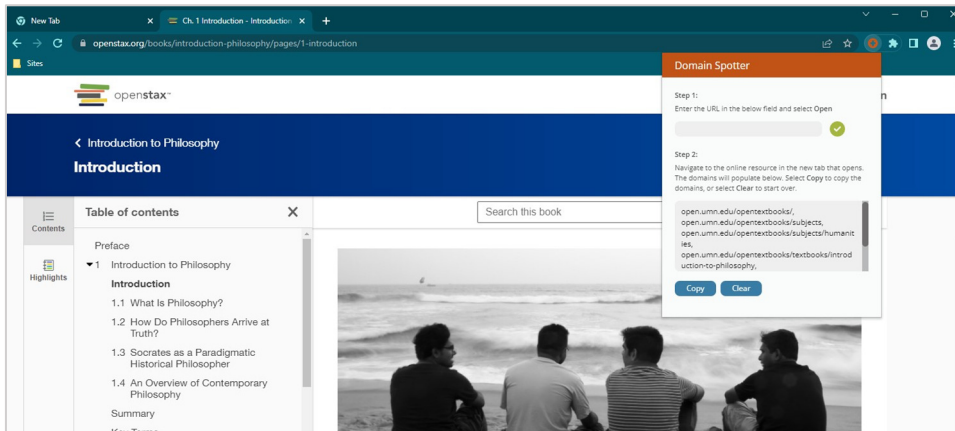 New Tab
Ch. 1 Introduction - Introduction
openstax.org/books/introduction-philosophy/pages/1-introduction
Sites
openstax™
n
Introduction to Philosophy
Introduction
Contents
Highlights
Table of contents
Preface
1 Introduction to Philosophy
Introduction
1.1 What Is Philosophy?
1.2 How Do Philosophers Arrive at
Truth?
1.3 Socrates as a Paradigmatic
Historical Philosopher
1.4 An Overview of Contemporary
Philosophy
Summary
Key Terms
Search this book
Domain Spotter
Step 1:
Enter the URL in the below field and select Open
Step 2:
Navigate to the online resource in the new tab that opens.
The domains will populate below. Select Copy to copy the
domains, or select Clear to start over.
open.umn.edu/opentextbooks/,
open.umn.edu/opentextbooks/subjects,
open.umn.edu/opentextbooks/subjects/humanit
ies,
open.umn.edu/opentextbooks/textbooks/introd
uction-to-philosophy,
Copy
Clear